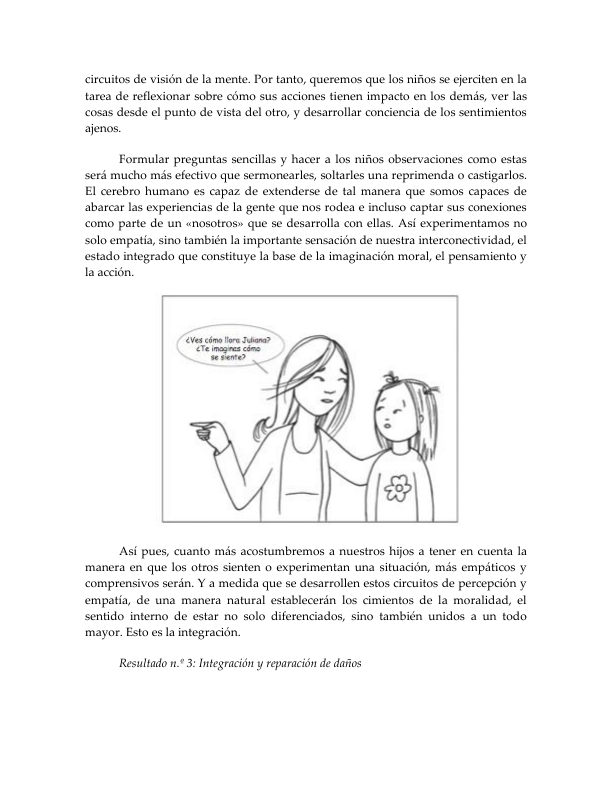 circuitos de visión de la mente. Por tanto, queremos que los niños se ejerciten en la
tarea de reflexionar sobre cómo sus acciones tienen impacto en los demás, ver las
cosas desde el punto de vista del otro, y desarrollar conciencia de los sentimientos
ajenos.
Formular preguntas sencillas y hacer a los niños observaciones como estas
será mucho más efectivo que sermonearles, soltarles una reprimenda o castigarlos.
El cerebro humano es capaz de extenderse de tal manera que somos capaces de
abarcar las experiencias de la gente que nos rodea e incluso captar sus conexiones
como parte de un «nosotros» que se desarrolla con ellas. Así experimentamos no
solo empatía, sino también la importante sensación de nuestra interconectividad, el
estado integrado que constituye la base de la imaginación moral, el pensamiento y
la acción.
¿Ves cómo llora Juliana?
¿Te imaginas cómo
se siente?
Así pues, cuanto más acostumbremos a nuestros hijos a tener en cuenta la
manera en que los otros sienten o experimentan una situación, más empáticos y
comprensivos serán. Y a medida que se desarrollen estos circuitos de percepción y
empatía, de una manera natural establecerán los cimientos de la moralidad, el
sentido interno de estar no solo diferenciados, sino también unidos a un todo
mayor. Esto es la integración.
Resultado n.º 3: Integración y reparación de daños